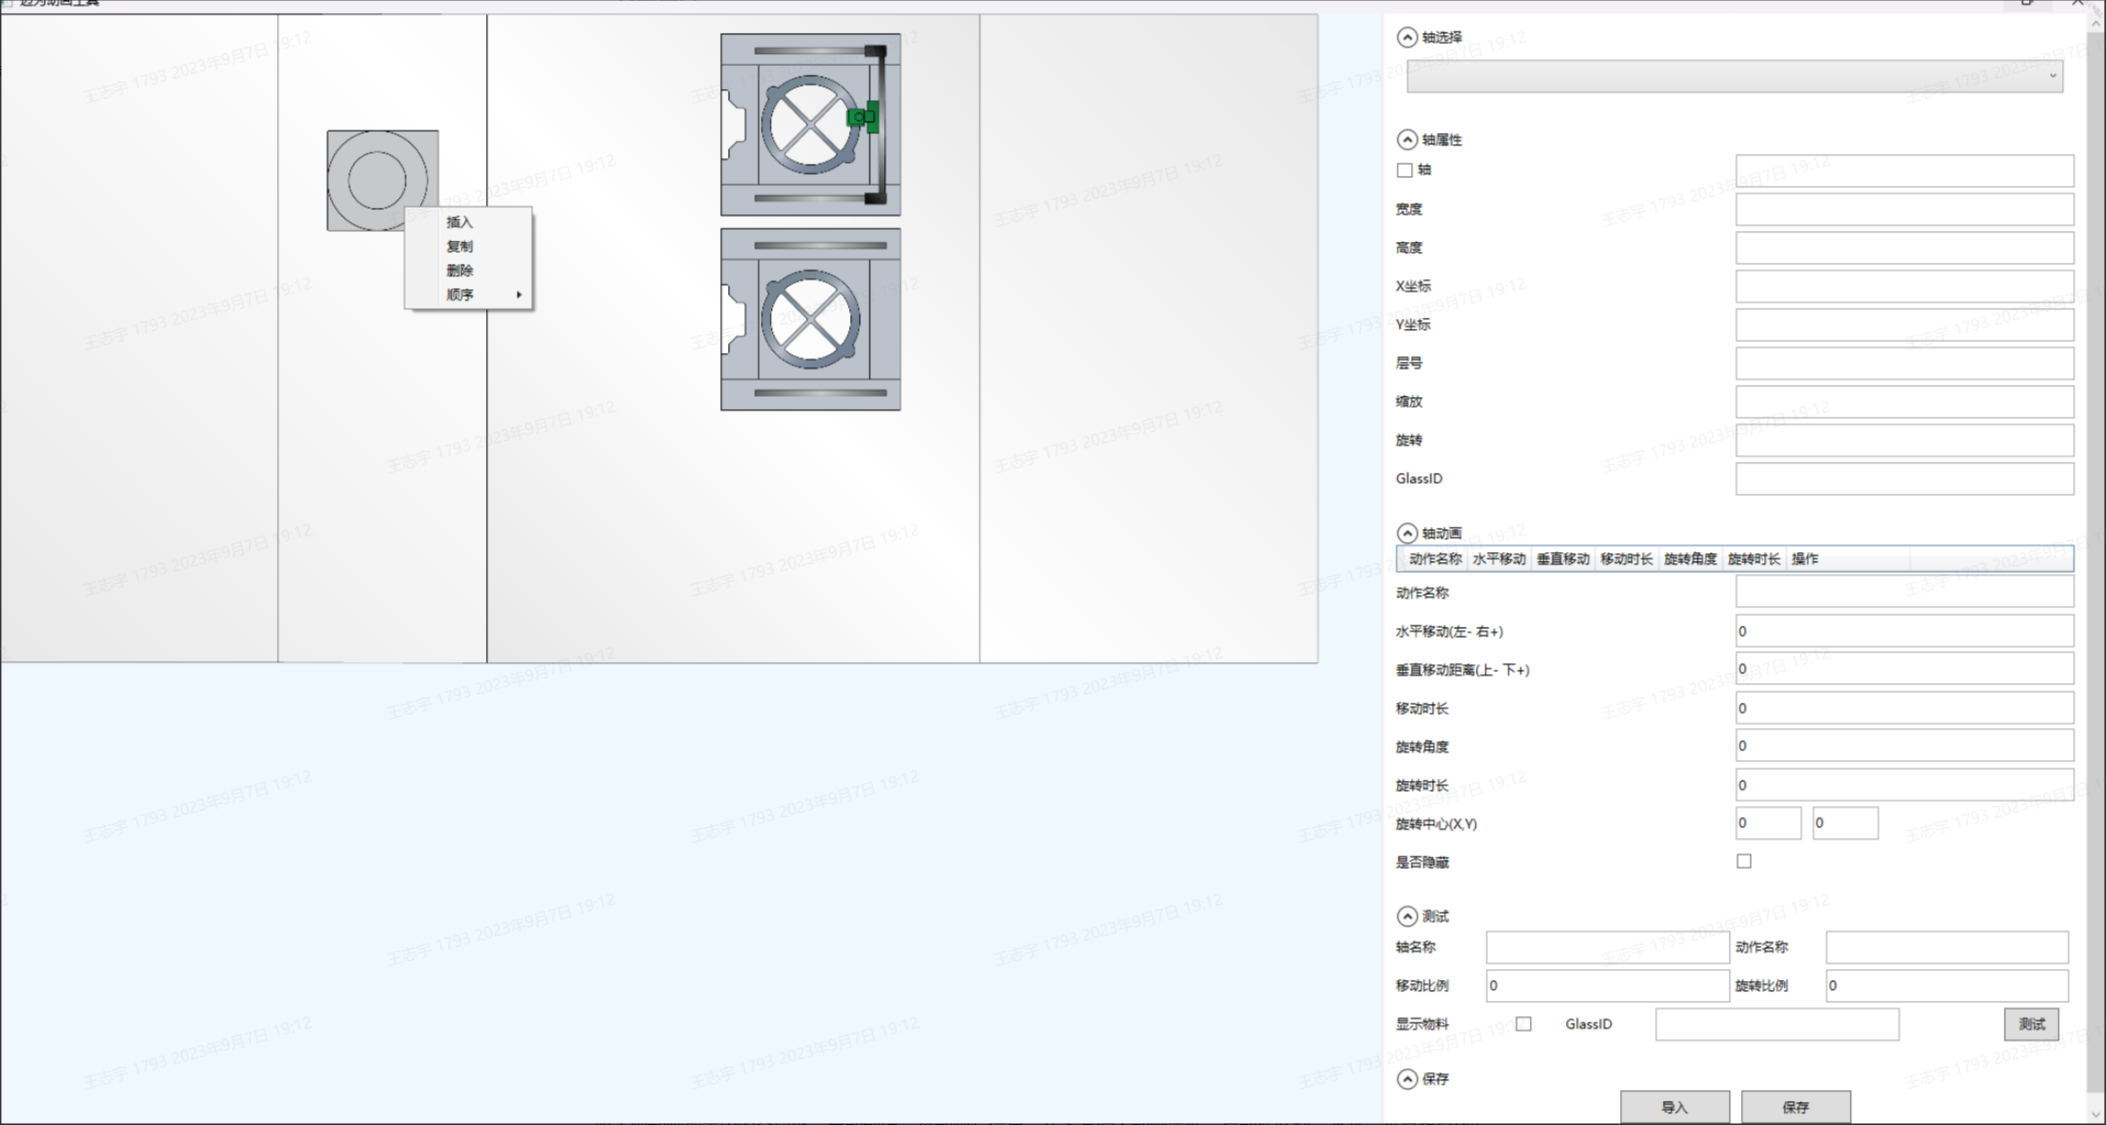 轴选择
轴属性
轴
宽度
高度
X坐标
Y坐标
层号
缩放
旋转
GlassID
插入
复制
删除
顺序
轴动画
动作名称 水平移动 垂直移动 移动时长 旋转角度 旋转时长 操作
动作名称
水平移动(左- 右+) 0
垂直移动距离(上- 下+) 0
移动时长 0
旋转角度 0
旋转时长 0
旋转中心(X,Y) 0 0
是否隐藏
测试
轴名称 动作名称
移动比例 0 旋转比例 0
显示物料 GlassID 测试
保存
导入 保存
王志宇 1793 2023年9月7日 19:12